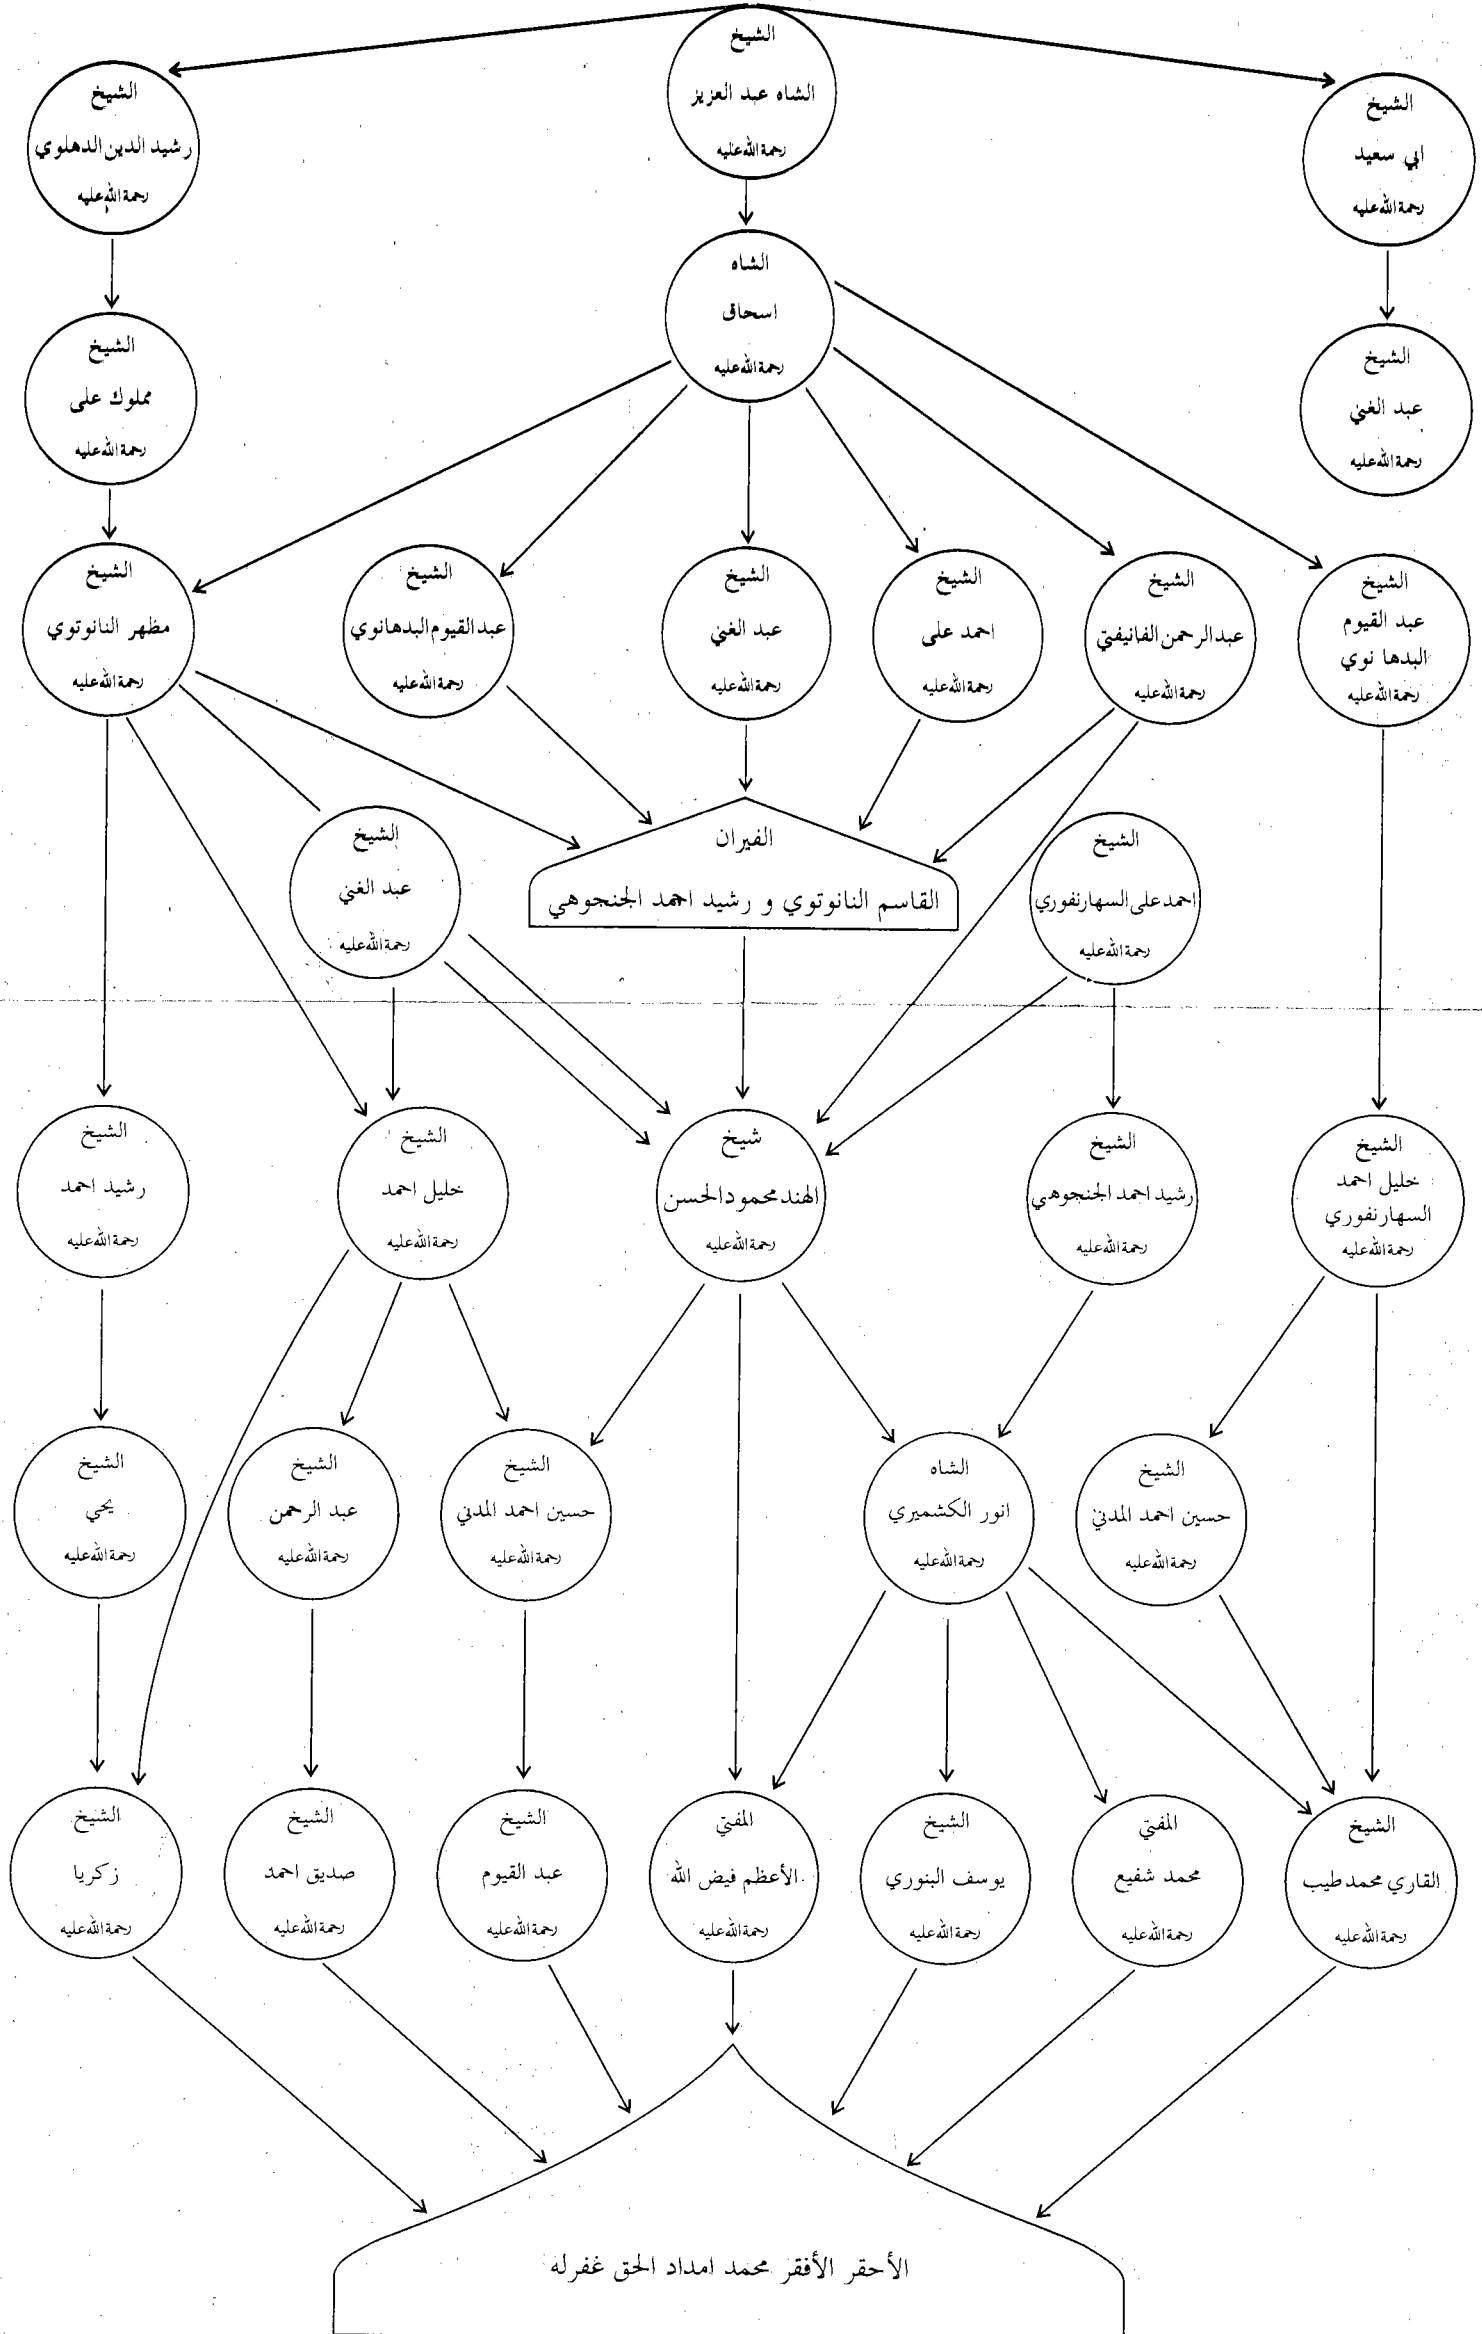 الشيخ
الشاه عبد العزيز
رحمة الله عليه
الشيخ
ابي سعيد
رحمة الله عليه
الشيخ
رشيد الدين الدهلوي
رحمة الله عليه
الشاه
اسحاق
رحمة الله عليه
الشيخ
عبد الغني
رحمة الله عليه
الشيخ
مملوك على
رحمة الله عليه
الشيخ
عبد القيوم
البدها نوي
رحمة الله عليه
الشيخ
عبد الرحمن الفانيفتي
رحمة الله عليه
الشيخ
احمد على
رحمة الله عليه
الشيخ
عبد الغني
رحمة الله عليه
الشيخ
عبد القيوم البدهانوي
رحمة الله عليه
الشيخ
مظهر النانوتوي
رحمة الله عليه
الشيخ
احمد على السهارنفوري
رحمة الله عليه
الفيران
القاسم النانوتوي و رشيد احمد الجنجوهي
الشيخ
عبد الغني
رحمة الله عليه
الشيخ
خليل احمد
السهارنفوري
رحمة الله عليه
الشيخ
رشيد احمد الجنجوهي
رحمة الله عليه
شيخ
الهند محمود الحسن
رحمة الله عليه
الشيخ
خليل احمد
رحمة الله عليه
الشيخ
رشيد احمد
رحمة الله عليه
الشيخ
حسين احمد المدني
رحمة الله عليه
الشاه
انور الكشميري
رحمة الله عليه
الشيخ
حسين احمد المدني
رحمة الله عليه
الشيخ
عبد الرحمن
رحمة الله عليه
الشيخ
يحي
رحمة الله عليه
الشيخ
القاري محمد طيب
رحمة الله عليه
المفتي
محمد شفيع
رحمة الله عليه
الشيخ
يوسف البنوري
رحمة الله عليه
المفتي
الأعظم فيض الله
رحمة الله عليه
الشيخ
عبد القيوم
رحمة الله عليه
الشيخ
صديق احمد
رحمة الله عليه
الشيخ
زكريا
رحمة الله عليه
الأحقر الأفقر محمد امداد الحق غفرله